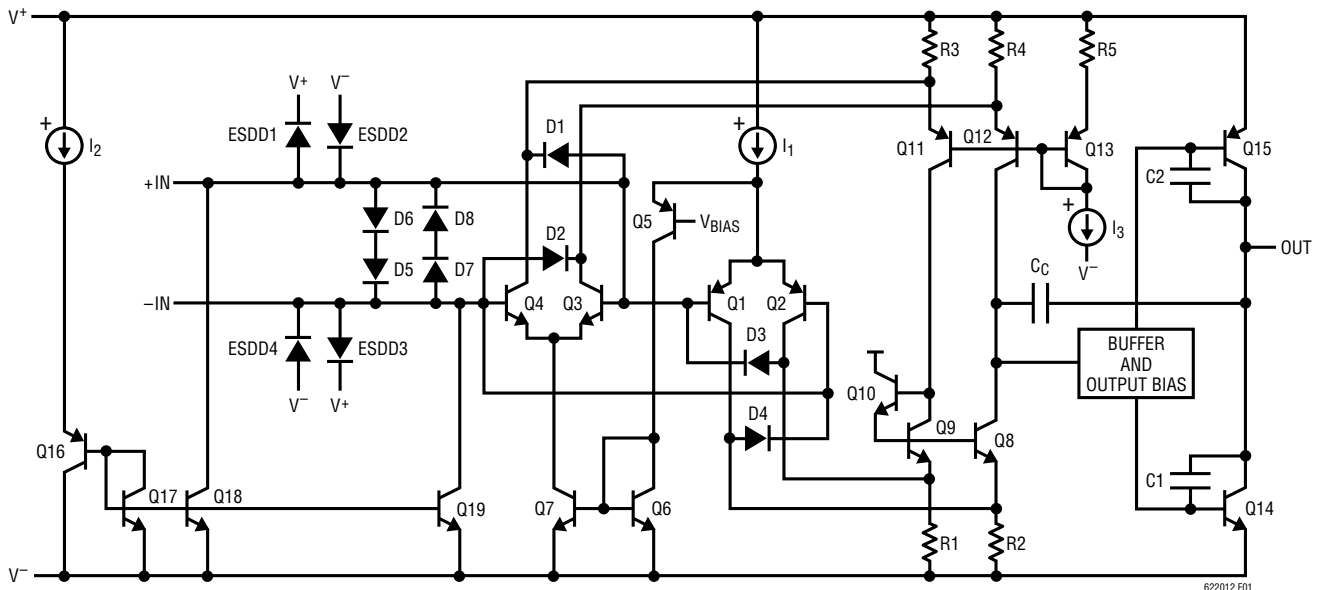 V+
R3
R4
R5
V+
V−
+
I2
ESDD1
ESDD2
D1
+
I1
Q11
Q12
Q13
Q15
C2
+IN
D6
D8
Q5
VBIAS
+
I3
V−
OUT
D2
D5
D7
CC
−IN
Q4
Q3
Q1
Q2
ESDD4
ESDD3
D3
BUFFER
AND
OUTPUT BIAS
V−
V+
Q10
D4
Q9
Q8
Q16
C1
Q17
Q18
Q19
Q7
Q6
Q14
R1
R2
V−
622012 F01